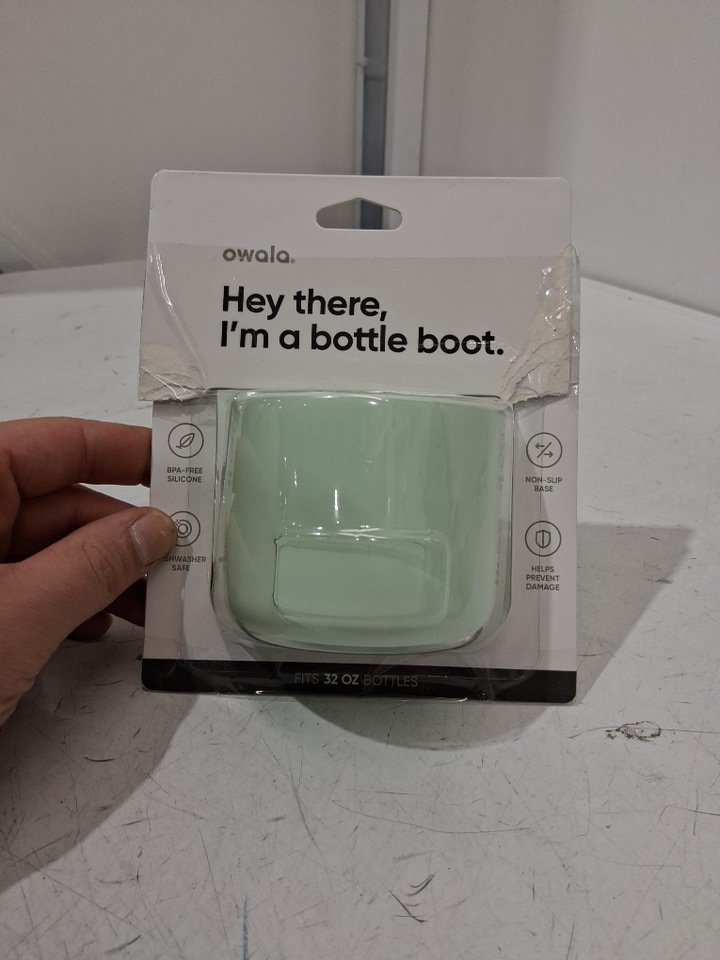 owala®
Hey there,
I'm a bottle boot.
BPA-FREE
SILICONE
NON-SLIP
BASE
SHWASHER
SAFE
HELPS
PREVENT
DAMAGE
FITS 32 OZ BOTTLES